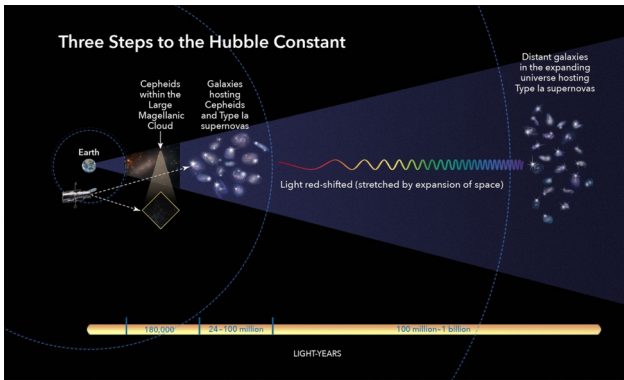 Three Steps to the Hubble Constant
Cepheids
within the
Large
Magellanic
Cloud
Galaxies
hosting
Cepheids
and Type Ia
supernovas
Distant galaxies
in the expanding
universe hosting
Type Ia supernovas
Earth
Light red-shifted (stretched by expansion of space)
180,000
24–100 million
100 million–1 billion
LIGHT-YEARS